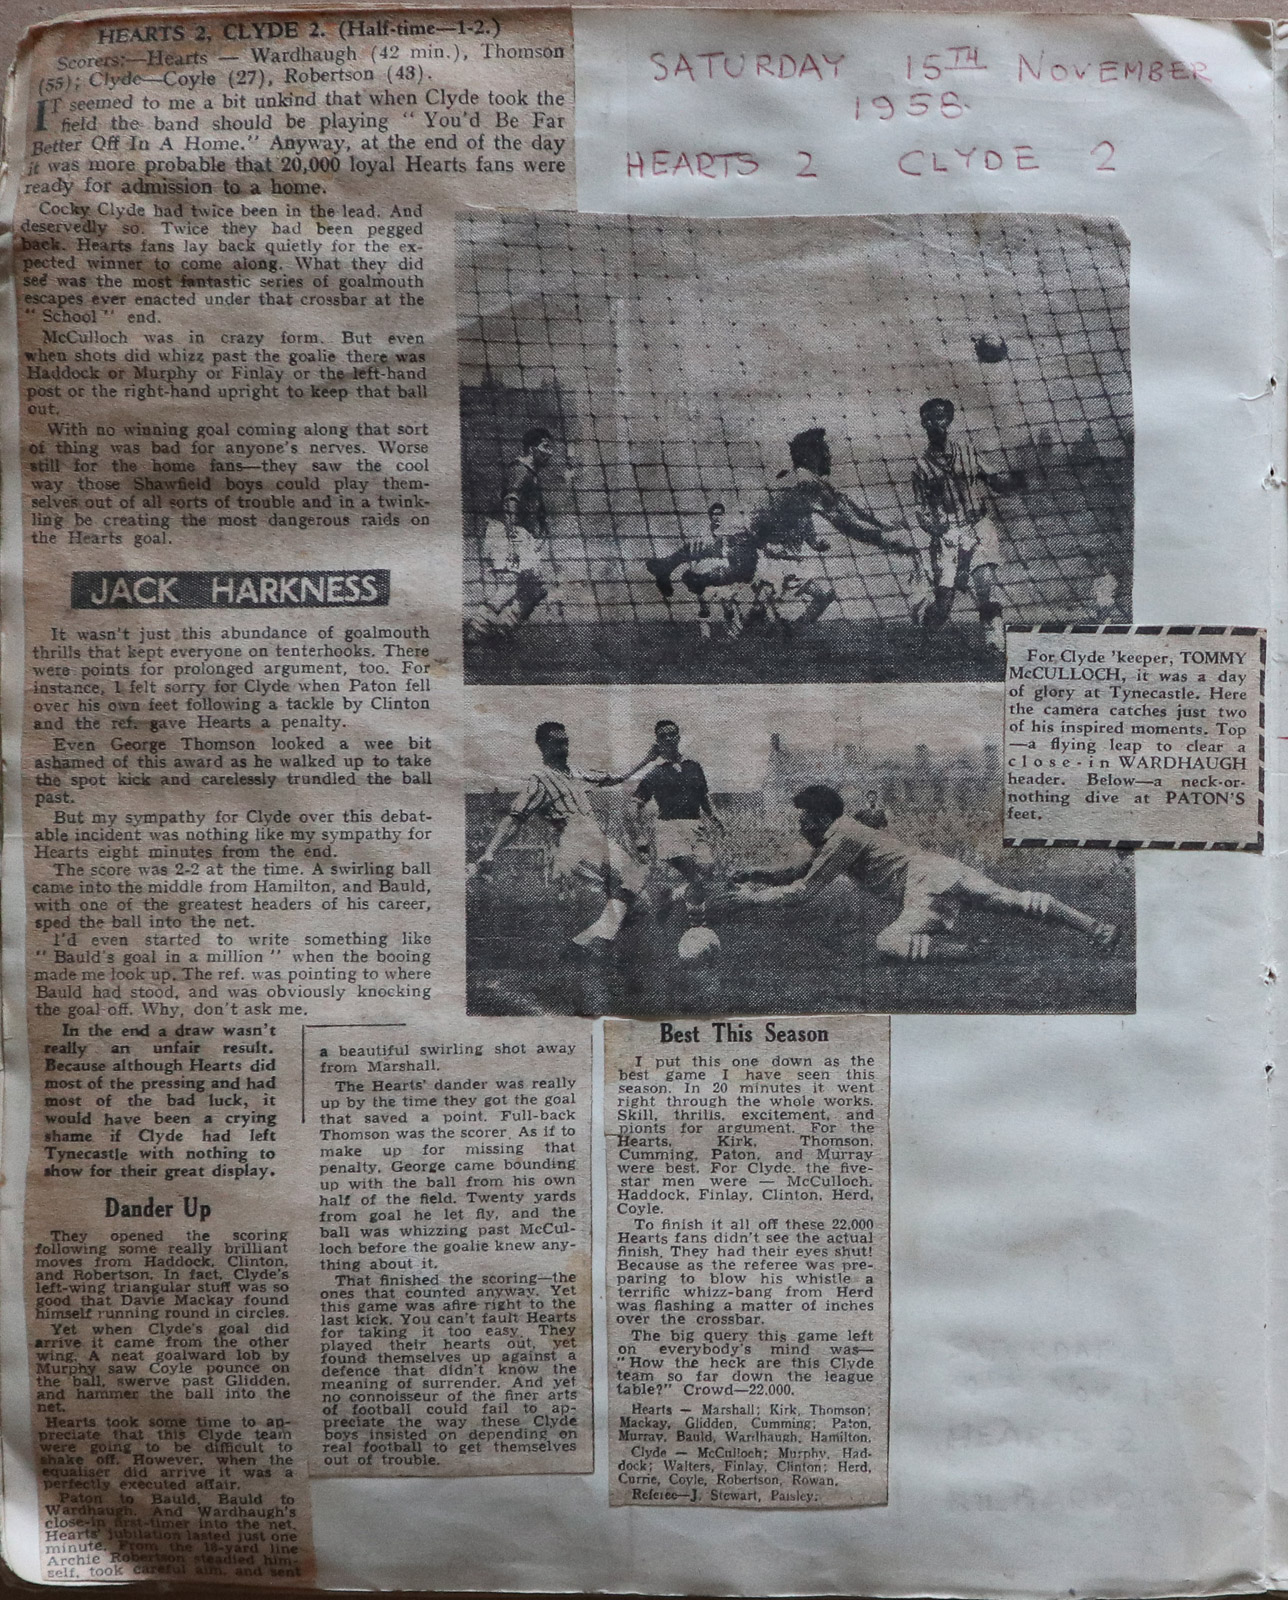 SATURDAY 15TH NOVEMBER
1958.
HEARTS 2 CLYDE 2
HEARTS 2, CLYDE 2. (Half-time—1-2.)
Scorers:—Hearts — Wardhaugh (42 min.), Thomson
(55); Clyde—Coyle (27), Robertson (43).
IT seemed to me a bit unkind that when Clyde took the
field the band should be playing “ You'd Be Far
Better Off In A Home.” Anyway, at the end of the day
it was more probable that 20,000 loyal Hearts fans were
ready for admission to a home.
Cocky Clyde had twice been in the lead. And
deservedly so. Twice they had been pegged
back. Hearts fans lay back quietly for the ex-
pected winner to come along. What they did
see was the most fantastic series of goalmouth
escapes ever enacted under that crossbar at the
“ School ” end.
McCulloch was in crazy form. But even
when shots did whizz past the goalie there was
Haddock or Murphy or Finlay or the left-hand
post or the right-hand upright to keep that ball
out.
With no winning goal coming along that sort
of thing was bad for anyone's nerves. Worse
still for the home fans—they saw the cool
way those Shawfield boys could play them-
selves out of all sorts of trouble and in a twink-
ling be creating the most dangerous raids on
the Hearts goal.
JACK HARKNESS
It wasn't just this abundance of goalmouth
thrills that kept everyone on tenterhooks. There
were points for prolonged argument, too. For
instance, I felt sorry for Clyde when Paton fell
over his own feet following a tackle by Clinton
and the ref. gave Hearts a penalty.
Even George Thomson looked a wee bit
ashamed of this award as he walked up to take
the spot kick and carelessly trundled the ball
past.
But my sympathy for Clyde over this debat-
able incident was nothing like my sympathy for
Hearts eight minutes from the end.
The score was 2-2 at the time. A swirling ball
came into the middle from Hamilton, and Bauld,
with one of the greatest headers of his career,
sped the ball into the net.
I'd even started to write something like
“ Bauld's goal in a million ” when the booing
made me look up. The ref. was pointing to where
Bauld had stood, and was obviously knocking
the goal off. Why, don't ask me.
In the end a draw wasn't
really an unfair result.
Because although Hearts did
most of the pressing and had
most of the bad luck, it
would have been a crying
shame if Clyde had left
Tynecastle with nothing to
show for their great display.
Dander Up
They opened the scoring
following some really brilliant
moves from Haddock, Clinton,
and Robertson. In fact, Clyde's
left-wing triangular stuff was so
good that Davie Mackay found
himself running round in circles.
Yet when Clyde's goal did
arrive it came from the other
wing. A neat goalward lob by
Murphy saw Coyle pounce on
the ball, swerve past Glidden,
and hammer the ball into the
net.
Hearts took some time to ap-
preciate that this Clyde team
were going to be difficult to
shake off. However, when the
equaliser did arrive it was a
perfectly executed affair.
Paton to Bauld, Bauld to
Wardhaugh. And Wardhaugh's
close-in first-timer into the net.
Hearts' jubilation lasted just one
minute. From the 18-yard line
Archie Robertson steadied him-
self, took careful aim, and sent
a beautiful swirling shot away
from Marshall.
The Hearts' dander was really
up by the time they got the goal
that saved a point. Full-back
Thomson was the scorer. As if to
make up for missing that
penalty, George came bounding
up with the ball from his own
half of the field. Twenty yards
from goal he let fly, and the
ball was whizzing past McCul-
loch before the goalie knew any-
thing about it.
That finished the scoring—the
ones that counted anyway. Yet
this game was afire right to the
last kick. You can't fault Hearts
for taking it too easy. They
played their hearts out, yet
found themselves up against a
defence that didn't know the
meaning of surrender. And yet
no connoisseur of the finer arts
of football could fail to ap-
preciate the way these Clyde
boys insisted on depending on
real football to get themselves
out of trouble.
Best This Season
I put this one down as the
best game I have seen this
season. In 20 minutes it went
right through the whole works.
Skill, thrills, excitement, and
pionts for argument. For the
Hearts, Kirk, Thomson,
Cumming, Paton, and Murray
were best. For Clyde, the five-
star men were — McCulloch,
Haddock, Finlay, Clinton, Herd,
Coyle.
To finish it all off these 22,000
Hearts fans didn't see the actual
finish. They had their eyes shut!
Because as the referee was pre-
paring to blow his whistle a
terrific whizz-bang from Herd
was flashing a matter of inches
over the crossbar.
The big query this game left
on everybody's mind was—
“How the heck are this Clyde
team so far down the league
table?” Crowd—22,000.
Hearts — Marshall; Kirk, Thomson;
Mackay, Glidden, Cumming; Paton,
Murray, Bauld, Wardhaugh, Hamilton.
Clyde — McCulloch; Murphy, Had-
dock; Walters, Finlay, Clinton; Herd,
Currie, Coyle, Robertson, Rowan.
Referee—J. Stewart, Paisley.
For Clyde 'keeper, TOMMY
McCULLOCH, it was a day
of glory at Tynecastle. Here
the camera catches just two
of his inspired moments. Top
—a flying leap to clear a
close-in WARDHAUGH
header. Below—a neck-or-
nothing dive at PATON'S
feet.